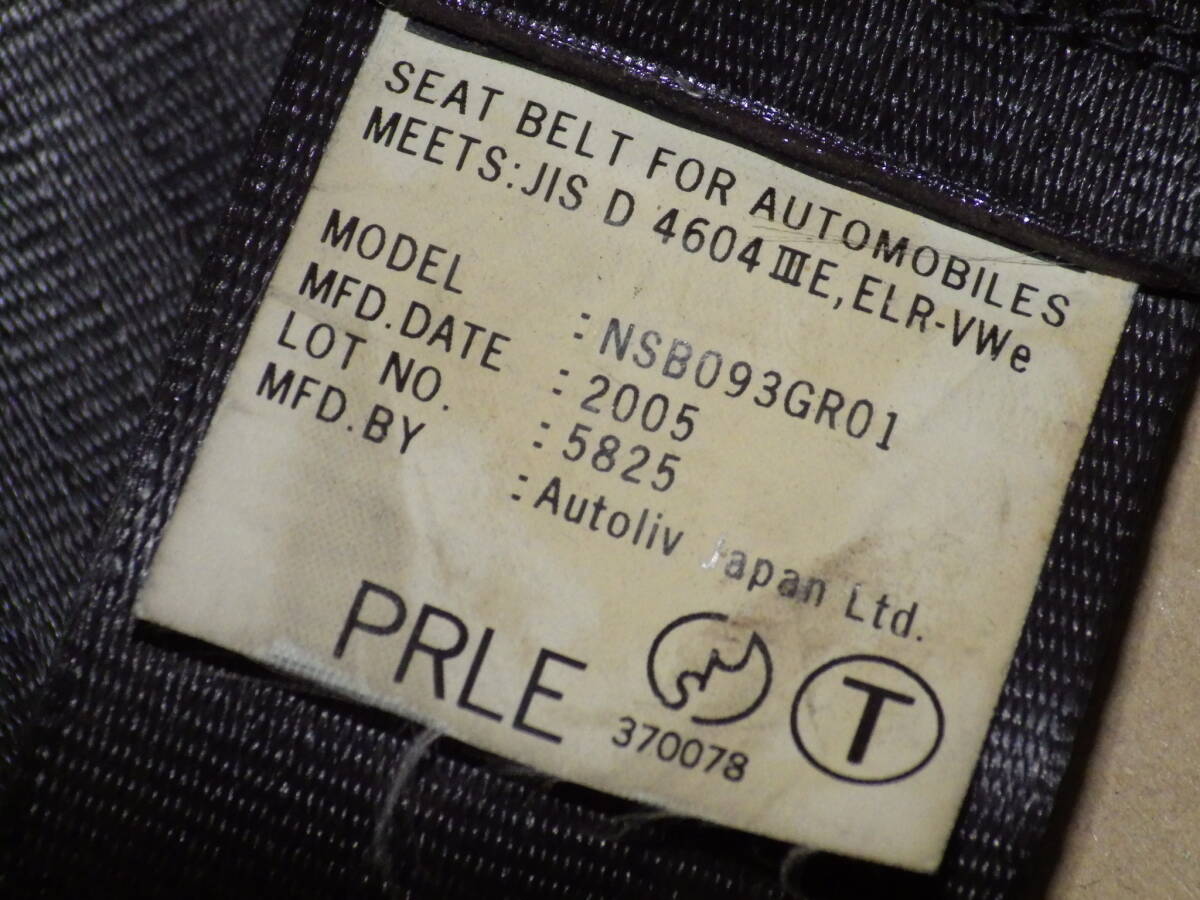 SEAT BELT FOR AUTOMOBILES
MEETS:JIS D 4604 III E,ELR-VWe
MODEL : NSB093GR01
MFD.DATE : 2005
LOT NO. : 5825
MFD.BY : Autoliv Japan Ltd.
PRLE
370078
T